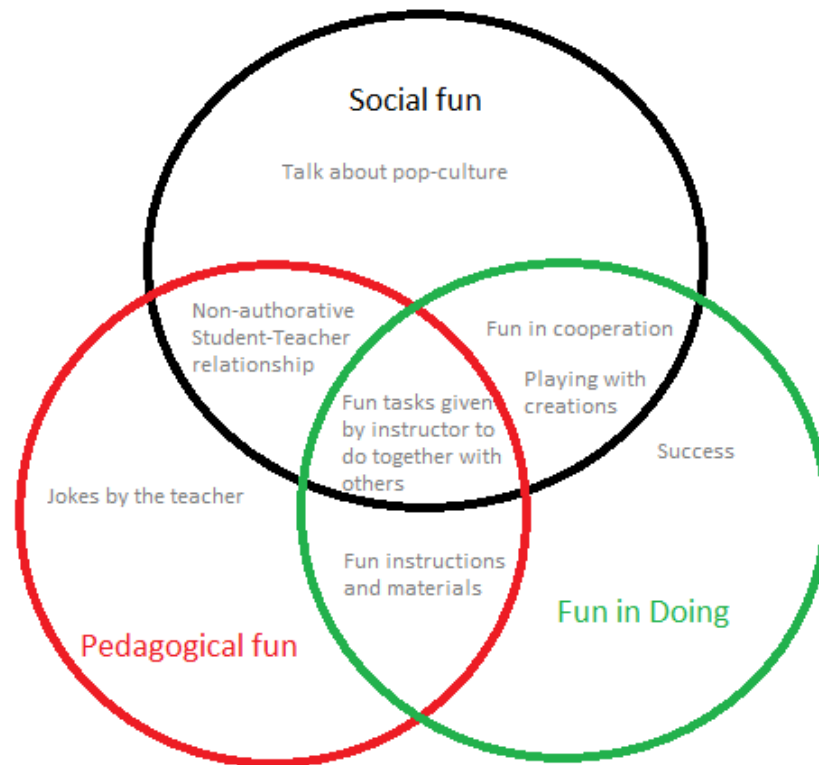 Social fun
Talk about pop-culture
Non-authorative
Student-Teacher
relationship
Fun in cooperation
Playing with
creations
Fun tasks given
by instructor to
do together with
others
Success
Jokes by the teacher
Fun instructions
and materials
Fun in Doing
Pedagogical fun